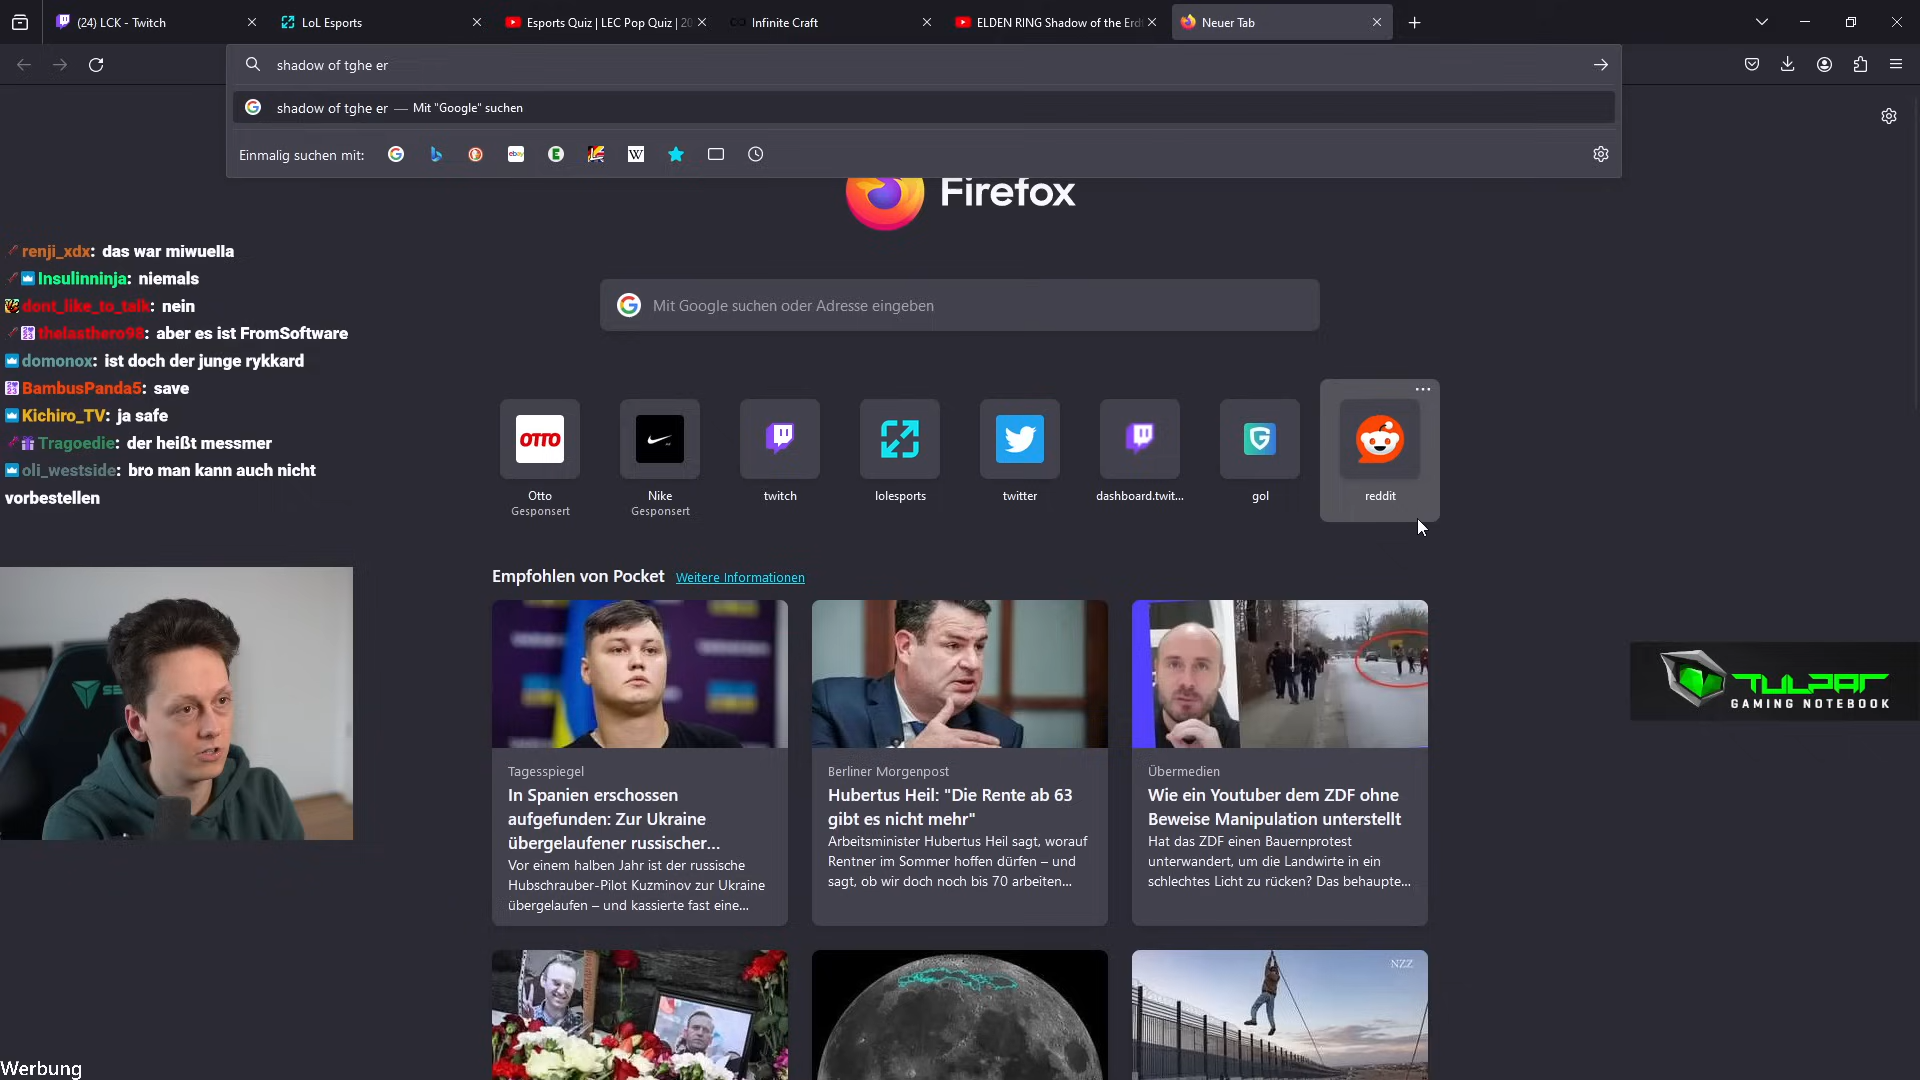 (24) LCK - Twitch
LoL Esports
Esports Quiz | LEC Pop Quiz | 20
Infinite Craft
ELDEN RING Shadow of the Erdt
Neuer Tab
shadow of tghe er
shadow of tghe er — Mit "Google" suchen
Einmalig suchen mit:
Firefox
Mit Google suchen oder Adresse eingeben
renji_xdx: das war miwuella
Insulinninja: niemals
dont_like_to_talk: nein
thelasthero98: aber es ist FromSoftware
domonox: ist doch der junge rykkard
BambusPanda5: save
Kichiro_TV: ja safe
Tragoedie: der heißt messmer
oli_westside: bro man kann auch nicht
vorbestellen
OTTO
ebay
W
Otto
Gesponsert
Nike
Gesponsert
twitch
lolesports
twitter
dashboard.twit...
gol
reddit
Empfohlen von Pocket Weitere Informationen
Tagesspiegel
In Spanien erschossen
aufgefunden: Zur Ukraine
übergelaufener russischer...
Vor einem halben Jahr ist der russische
Hubschrauber-Pilot Kuzminov zur Ukraine
übergelaufen – und kassierte fast eine...
Berliner Morgenpost
Hubertus Heil: "Die Rente ab 63
gibt es nicht mehr"
Arbeitsminister Hubertus Heil sagt, worauf
Rentner im Sommer hoffen dürfen – und
sagt, ob wir doch noch bis 70 arbeiten...
Übermedien
Wie ein Youtuber dem ZDF ohne
Beweise Manipulation unterstellt
Hat das ZDF einen Bauernprotest
unterwandert, um die Landwirte in ein
schlechtes Licht zu rücken? Das behaupte...
TULPAR
GAMING NOTEBOOK
NZZ
Werbung